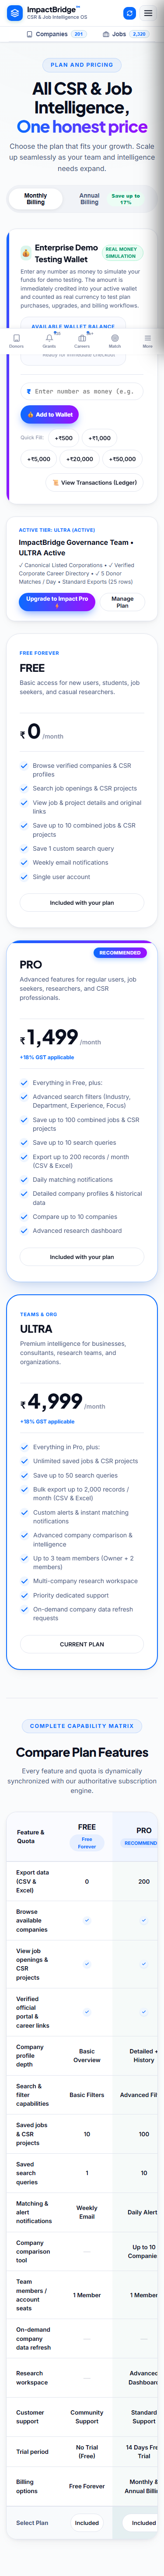 ImpactBridge™
CSR & Job Intelligence OS
Companies 201
Jobs 2,328
PLAN AND PRICING
All CSR & Job
Intelligence,
One honest price
Choose the plan that fits your growth. Scale
up seamlessly as your team and intelligence
needs expand.
Monthly
Billing
Annual
Billing
Save up to
17%
Enterprise Demo
Testing Wallet
REAL MONEY
SIMULATION
Enter any number as money to simulate your
funds for demo testing. The amount is
immediately credited into your active wallet
and counted as real money to test plan
purchases, upgrades, and billing workflows.
AVAILABLE WALLET BALANCE
Donors
Grants
Careers
Match
More
Ready for immediate checkout
₹ Enter number as money (e.g.
Add to Wallet
Quick Fill:
+₹500
+₹1,000
+₹5,000
+₹20,000
+₹50,000
View Transactions (Ledger)
ACTIVE TIER: ULTRA (ACTIVE)
ImpactBridge Governance Team •
ULTRA Active
✓ Canonical Listed Corporations • ✓ Verified
Corporate Career Directory • ✓ 5 Donor
Matches / Day • Standard Exports (25 rows)
Upgrade to Impact Pro
Manage
Plan
FREE FOREVER
FREE
Basic access for new users, students, job
seekers, and casual researchers.
₹ 0 /month
Browse verified companies & CSR
profiles
Search job openings & CSR projects
View job & project details and original
links
Save up to 10 combined jobs & CSR
projects
Save 1 custom search query
Weekly email notifications
Single user account
Included with your plan
RECOMMENDED
PRO
Advanced features for regular users, job
seekers, researchers, and CSR
professionals.
₹ 1,499 /month
+18% GST applicable
Everything in Free, plus:
Advanced search filters (Industry,
Department, Experience, Focus)
Save up to 100 combined jobs & CSR
projects
Save up to 10 search queries
Export up to 200 records / month
(CSV & Excel)
Daily matching notifications
Detailed company profiles & historical
data
Compare up to 10 companies
Advanced research dashboard
Included with your plan
TEAMS & ORG
ULTRA
Premium intelligence for businesses,
consultants, research teams, and
organizations.
₹ 4,999 /month
+18% GST applicable
Everything in Pro, plus:
Unlimited saved jobs & CSR projects
Save up to 50 search queries
Bulk export up to 2,000 records /
month (CSV & Excel)
Custom alerts & instant matching
notifications
Advanced company comparison &
intelligence
Up to 3 team members (Owner + 2
members)
Multi-company research workspace
Priority dedicated support
On-demand company data refresh
requests
CURRENT PLAN
COMPLETE CAPABILITY MATRIX
Compare Plan Features
Every feature and quota is dynamically
synchronized with our authoritative subscription
engine.
Feature &
Quota
FREE
Free
Forever
PRO
RECOMMEND
Export data
(CSV &
Excel)
0
200
Browse
available
companies
View job
openings &
CSR
projects
Verified
official
portal &
career links
Company
profile
depth
Basic
Overview
Detailed +
History
Search &
filter
capabilities
Basic Filters
Advanced Fil
Saved jobs
& CSR
projects
10
100
Saved
search
queries
1
10
Matching &
alert
notifications
Weekly
Email
Daily Alert
Company
comparison
tool
—
Up to 10
Companie
Team
members /
account
seats
1 Member
1 Member
On-demand
company
data refresh
—
—
Research
workspace
—
Advanced
Dashboard
Customer
support
Community
Support
Standard
Support
Trial period
No Trial
(Free)
14 Days Fre
Trial
Billing
options
Free Forever
Monthly &
Annual Billin
Select Plan
Included
Included